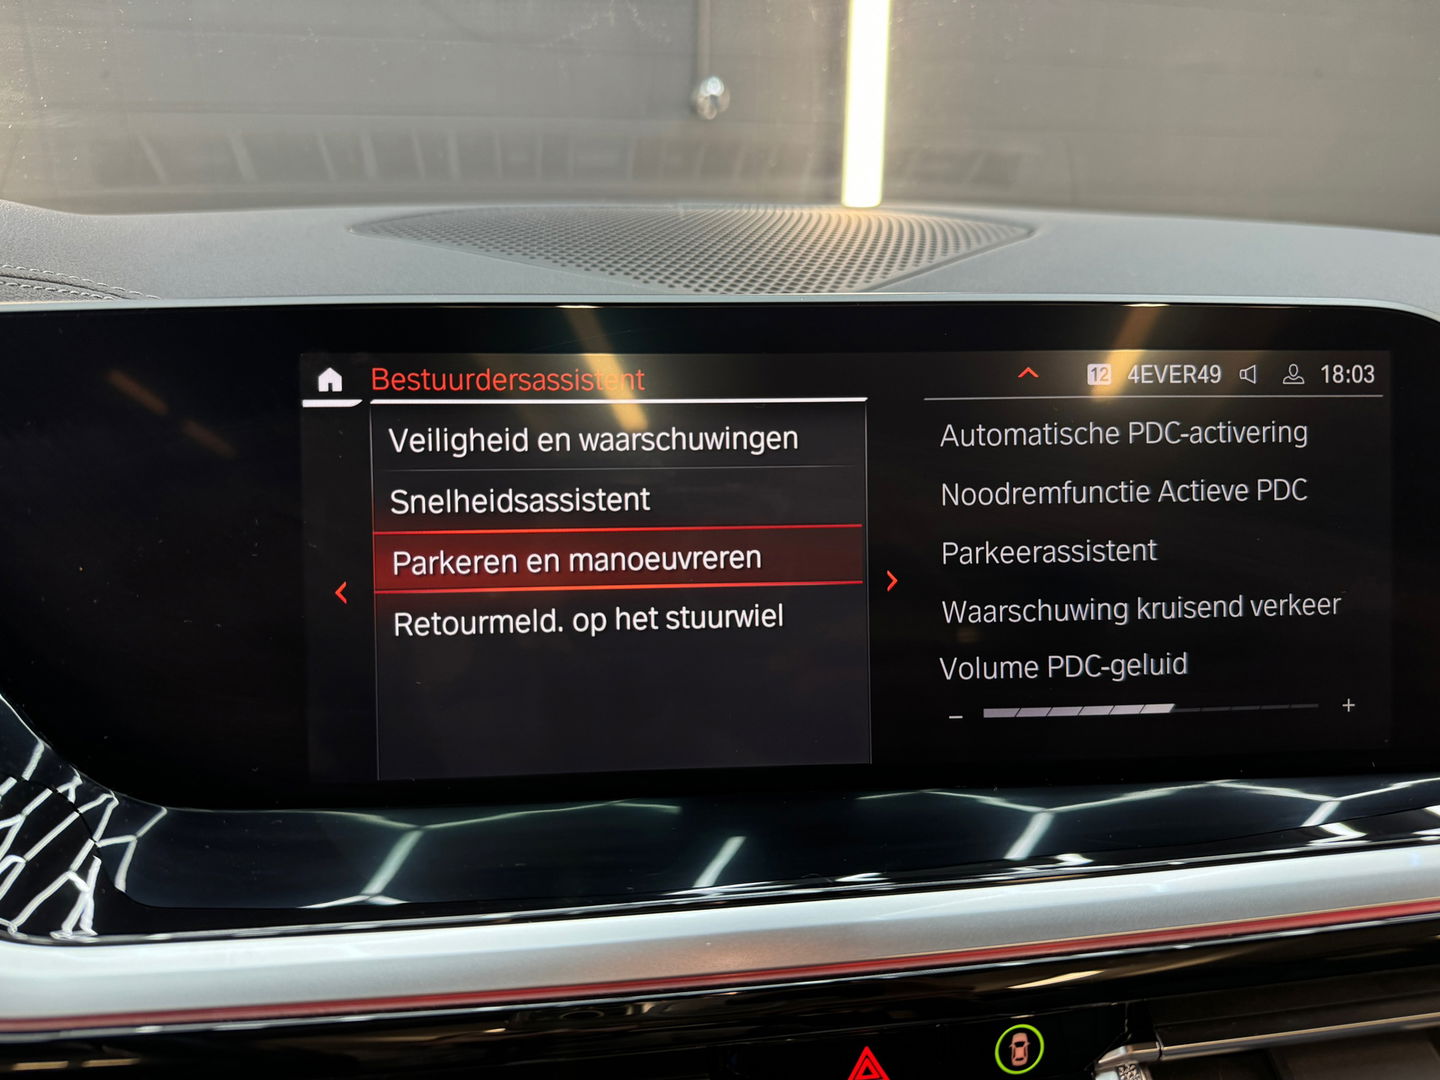 Bestuurdersassistent
12 4EVER49 18:03
Veiligheid en waarschuwingen
Snelheidsassistent
Parkeren en manoeuvreren
Retourmeld. op het stuurwiel
Automatische PDC-activering
Noodremfunctie Actieve PDC
Parkeerassistent
Waarschuwing kruisend verkeer
Volume PDC-geluid
− +